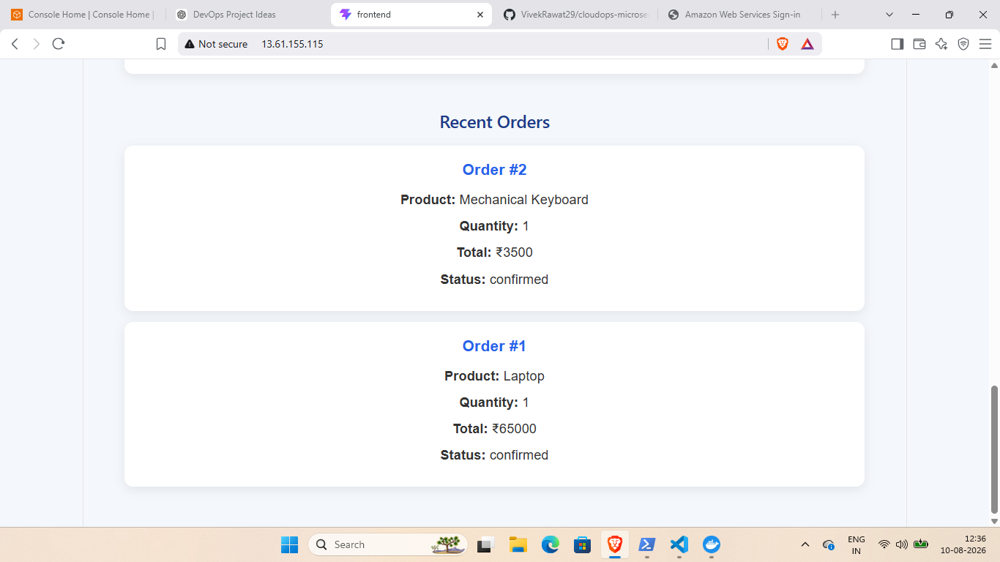 Console Home | Console Home |
DevOps Project Ideas
frontend
VivekRawat29/cloudops-microse
Amazon Web Services Sign-in
Not secure
13.61.155.115
Recent Orders
Order #2
Product: Mechanical Keyboard
Quantity: 1
Total: ₹3500
Status: confirmed
Order #1
Product: Laptop
Quantity: 1
Total: ₹65000
Status: confirmed
Search
ENG
IN
12:36
10-08-2026